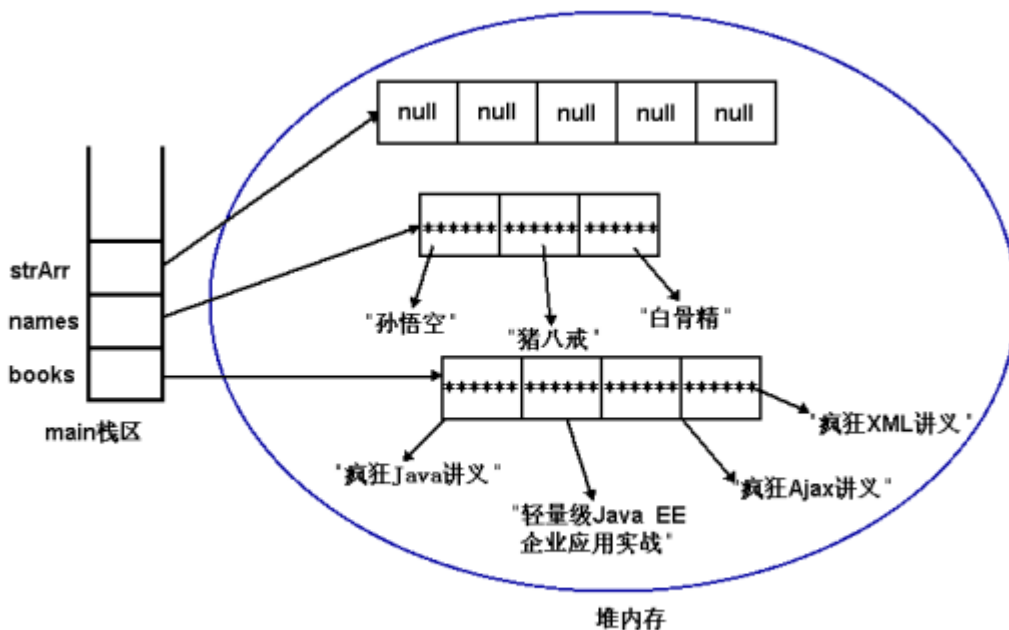 null null null null null
strArr
****** ****** ******
names
"孙悟空"
"猪八戒"
"白骨精"
books
****** ****** ****** ******
main栈区
"疯狂XML讲义"
"疯狂Java讲义"
"疯狂Ajax讲义"
"轻量级Java EE
企业应用实战"
堆内存